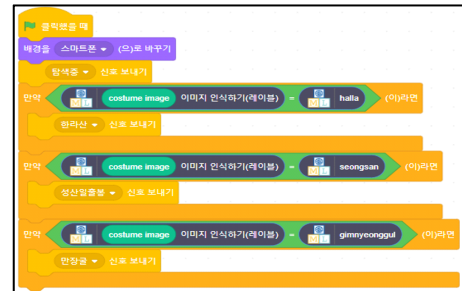 클릭했을 때
배경을 스마트폰 (으)로 바꾸기
탐색중 신호 보내기
만약 costume image 이미지 인식하기(레이블) = halla (이)라면
한라산 신호 보내기
만약 costume image 이미지 인식하기(레이블) = seongsan (이)라면
성산일출봉 신호 보내기
만약 costume image 이미지 인식하기(레이블) = gimnyeonggul (이)라면
만장굴 신호 보내기